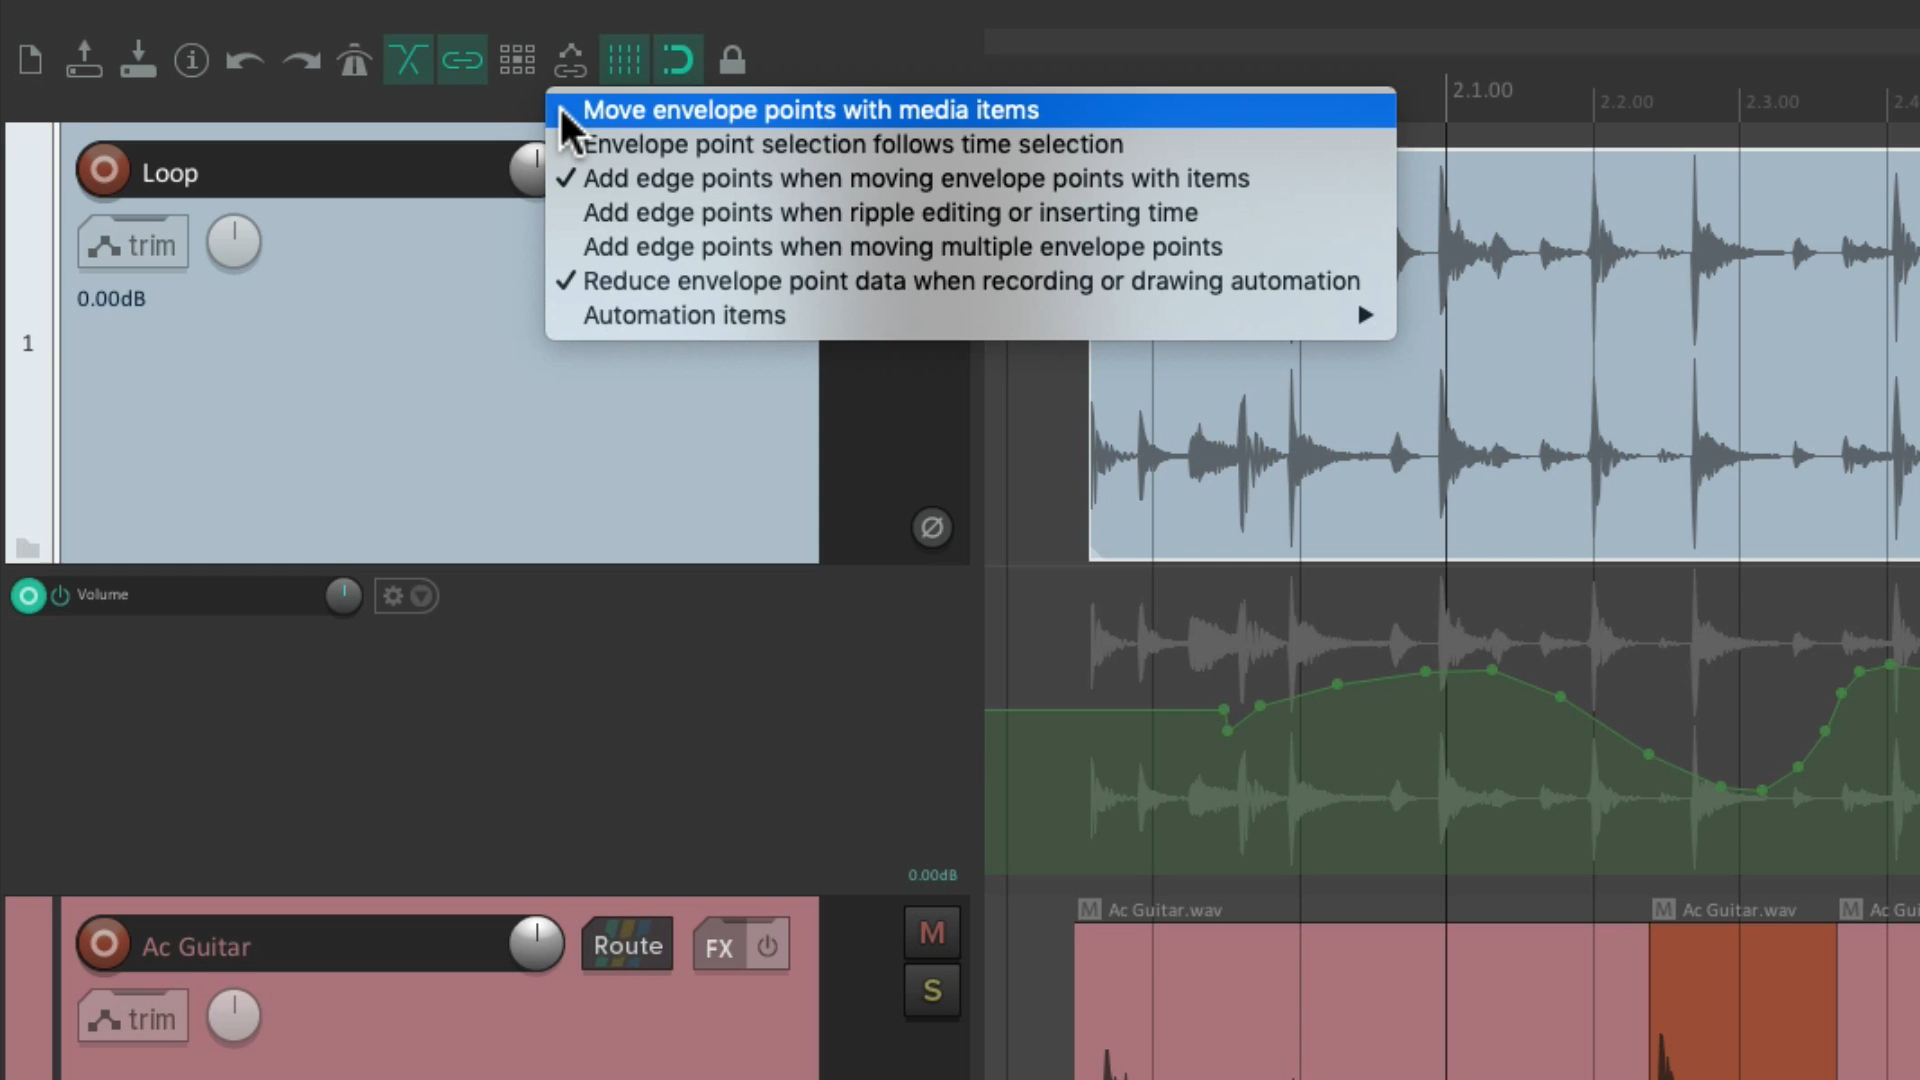 Move envelope points with media items
Envelope point selection follows time selection
✓ Add edge points when moving envelope points with items
Add edge points when ripple editing or inserting time
Add edge points when moving multiple envelope points
✓ Reduce envelope point data when recording or drawing automation
Automation items
2.1.00
2.2.00
2.3.00
2.4
Loop
trim
0.00dB
1
Volume
0.00dB
Ac Guitar
Route
FX
M
S
trim
M Ac Guitar.wav
M Ac Guitar.wav
M Ac Gui